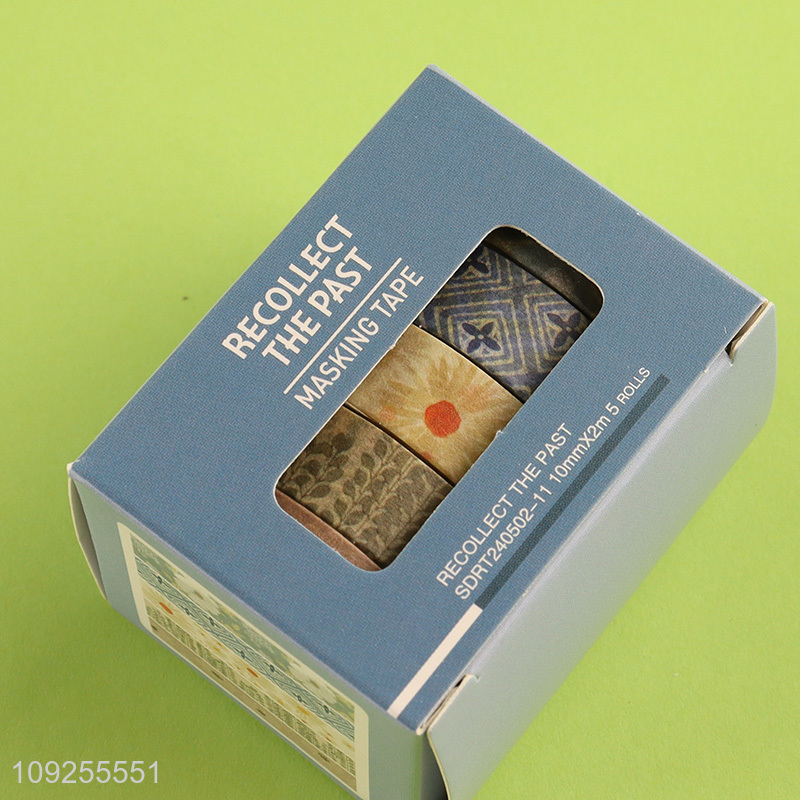 RECOLLECT
THE PAST
MASKING TAPE
RECOLLECT THE PAST
SDRT240502-11 10mmX2m 5 ROLLS
109255551